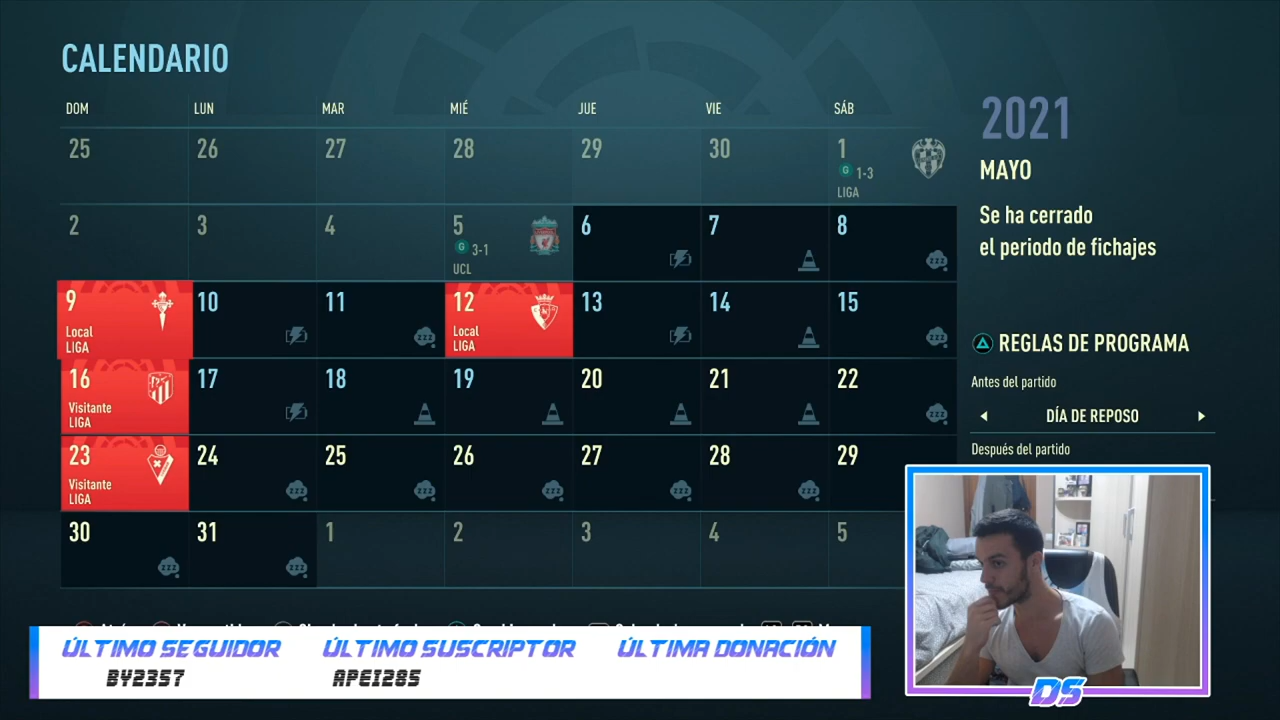 CALENDARIO
DOM LUN MAR MIÉ JUE VIE SÁB
25 26 27 28 29 30 1
G 1-3
LIGA
2 3 4 5 6 7 8
G 3-1
UCL
9 10 11 12 13 14 15
Local Local
LIGA LIGA
16 17 18 19 20 21 22
Visitante
LIGA
23 24 25 26 27 28 29
Visitante
LIGA
30 31 1 2 3 4 5
2021
MAYO
Se ha cerrado
el periodo de fichajes
REGLAS DE PROGRAMA
Antes del partido
DÍA DE REPOSO
Después del partido
ÚLTIMO SEGUIDOR ÚLTIMO SUSCRIPTOR ÚLTIMA DONACIÓN
BY2357 APEI285
DS